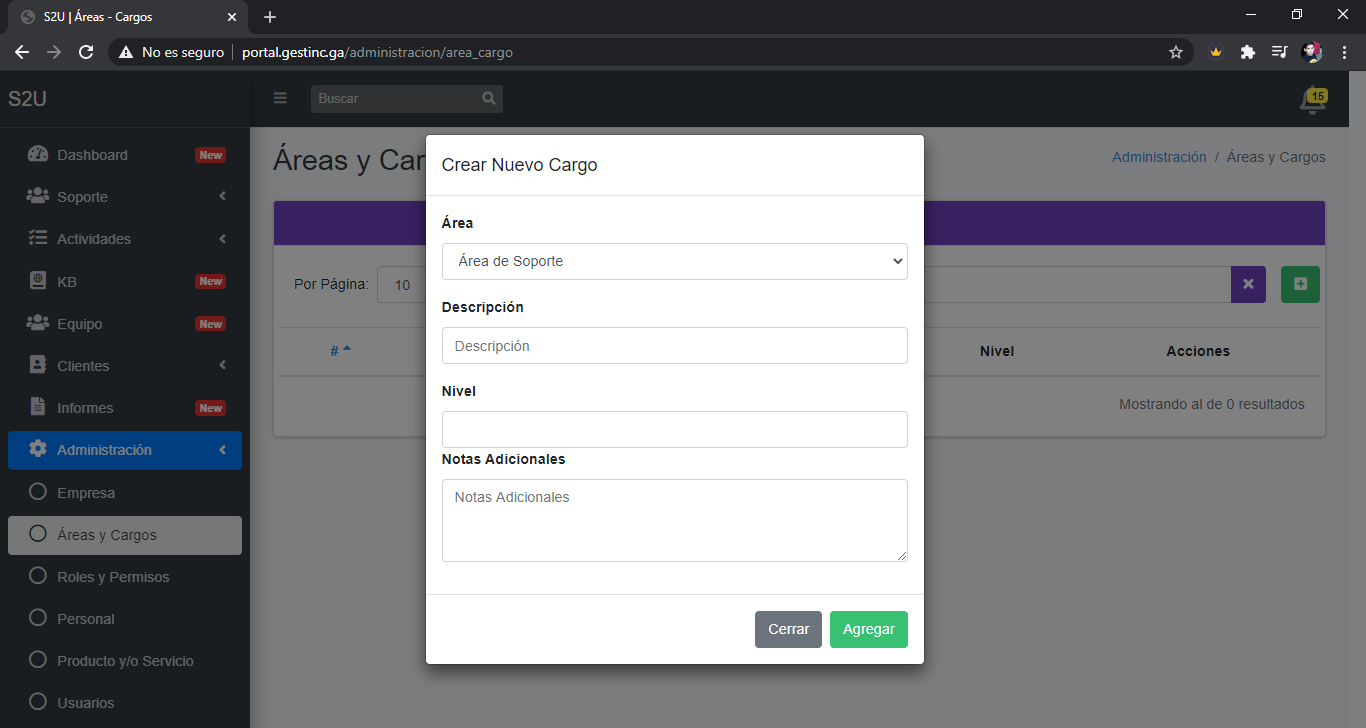 S2U | Áreas - Cargos
No es seguro portal.gestinc.ga/administracion/area_cargo
S2U
Buscar
15
Dashboard New
Soporte
Actividades
KB New
Equipo New
Clientes
Informes New
Administración
Empresa
Áreas y Cargos
Roles y Permisos
Personal
Producto y/o Servicio
Usuarios
Áreas y Car
Administración / Áreas y Cargos
Por Página: 10
# Nivel Acciones
Mostrando al de 0 resultados
Crear Nuevo Cargo
Área
Área de Soporte
Descripción
Descripción
Nivel
Notas Adicionales
Notas Adicionales
Cerrar Agregar